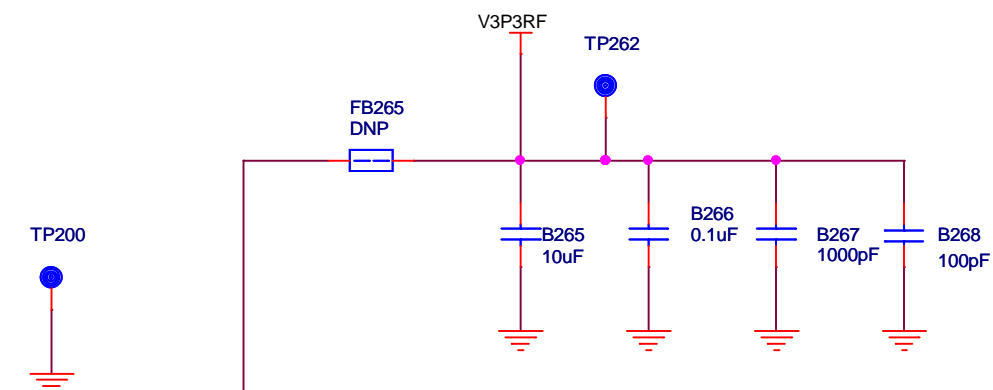 V3P3RF
TP262
FB265
DNP
TP200
B265
10uF
B266
0.1uF
B267
1000pF
B268
100pF